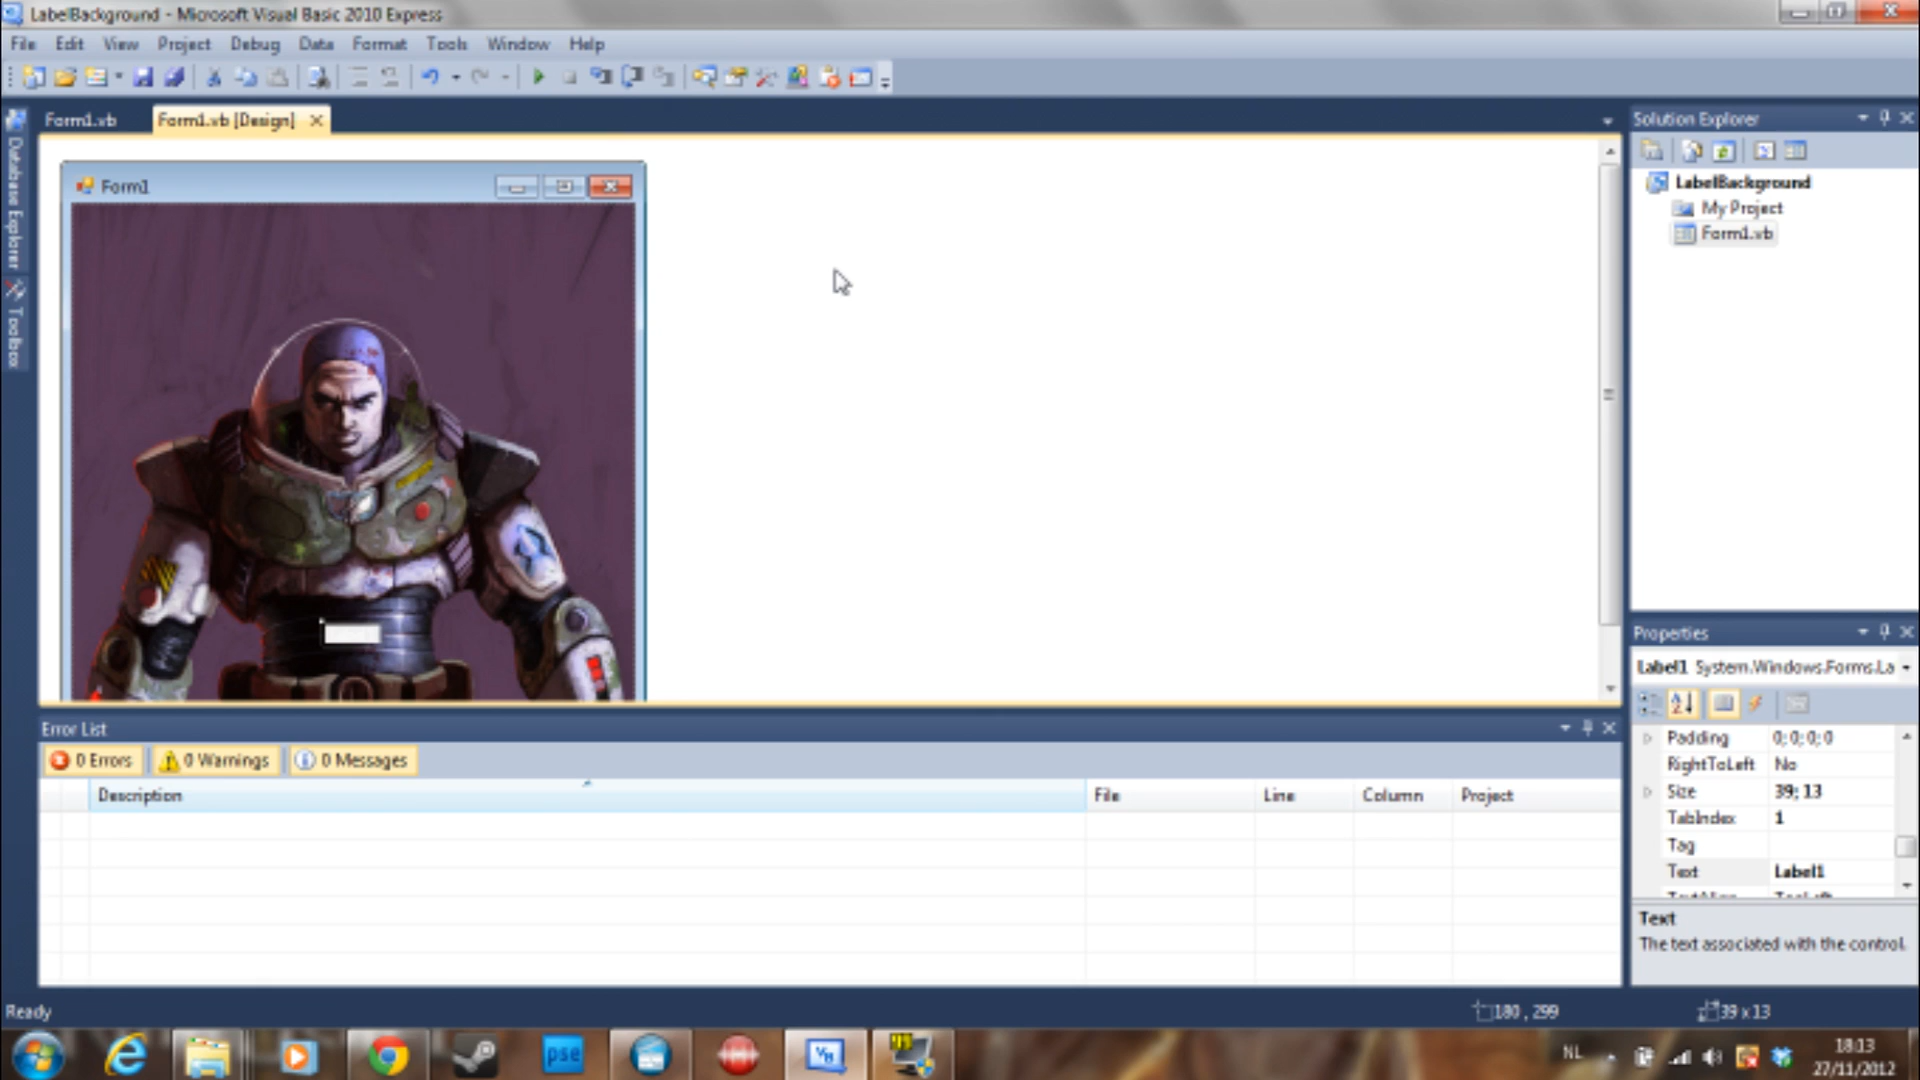 LabelBackground - Microsoft Visual Basic 2010 Express
File Edit View Project Debug Data Format Tools Window Help
Form1.vb Form1.vb [Design]
Database Explorer
Toolbox
Form1
Solution Explorer
LabelBackground
My Project
Form1.vb
Properties
Label1 System.Windows.Forms.La
Padding 0; 0; 0; 0
RightToLeft No
Size 39; 13
TabIndex 1
Tag
Text Label1
Text
The text associated with the control.
Error List
0 Errors 0 Warnings 0 Messages
Description File Line Column Project
Ready 180 , 299 39 x 13
pse
NL
18:13
27/11/2012